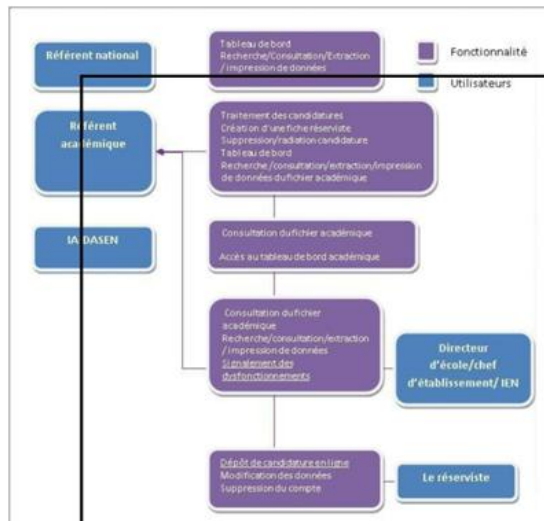 Référent national
Tableau de bord
Recherche/Consultation/Extraction
/ impression de données
Fonctionnalité
Utilisateurs
Référent
académique
Traitement des candidatures
Création d'une fiche réserviste
Suppression/radiation candidature
Tableau de bord
Recherche/consultation/extraction/impression
de données du fichier académique
IA-DASEN
Consultation du fichier académique
Accès au tableau de bord académique
Consultation du fichier
académique
Recherche/consultation/extraction
/ impression de données
Signalement des
dysfonctionnements
Directeur
d'école/chef
d'établissement/ IEN
Dépôt de candidature en ligne
Modification des données
Suppression du compte
Le réserviste